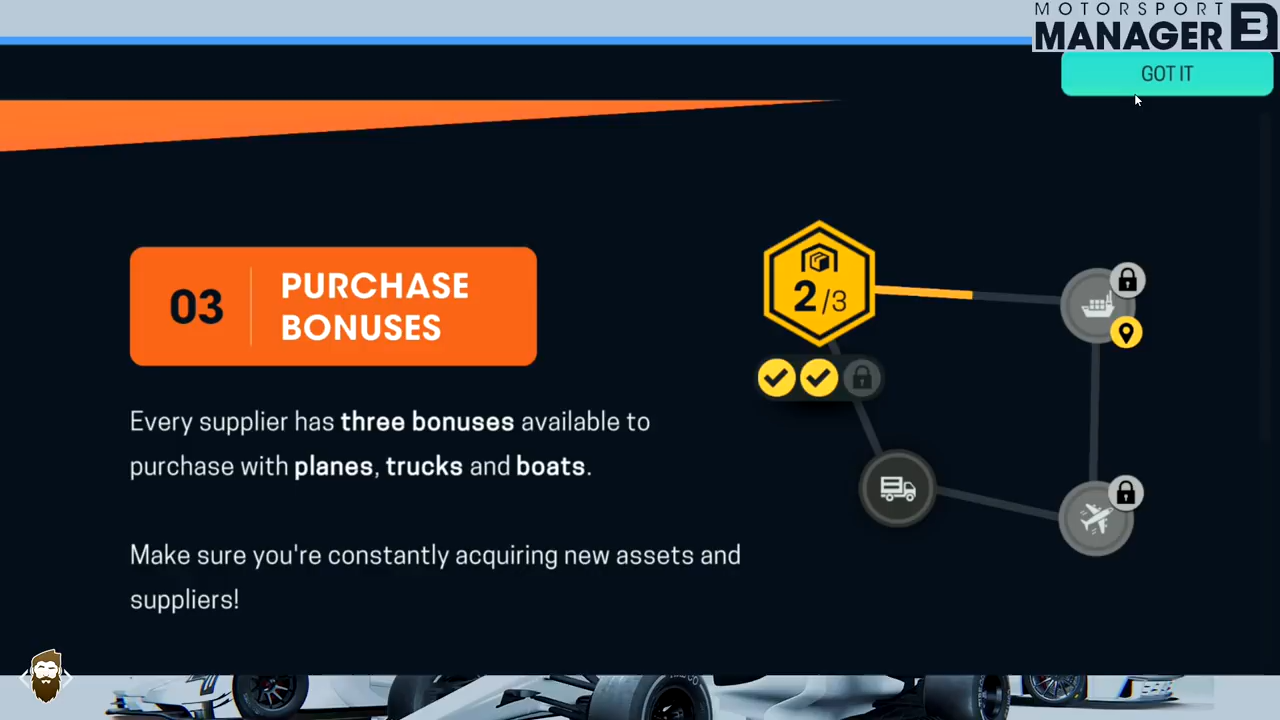 MOTORSPORT
MANAGER 3
GOT IT
03
PURCHASE
BONUSES
2/3
Every supplier has three bonuses available to
purchase with planes, trucks and boats.
Make sure you're constantly acquiring new assets and
suppliers!